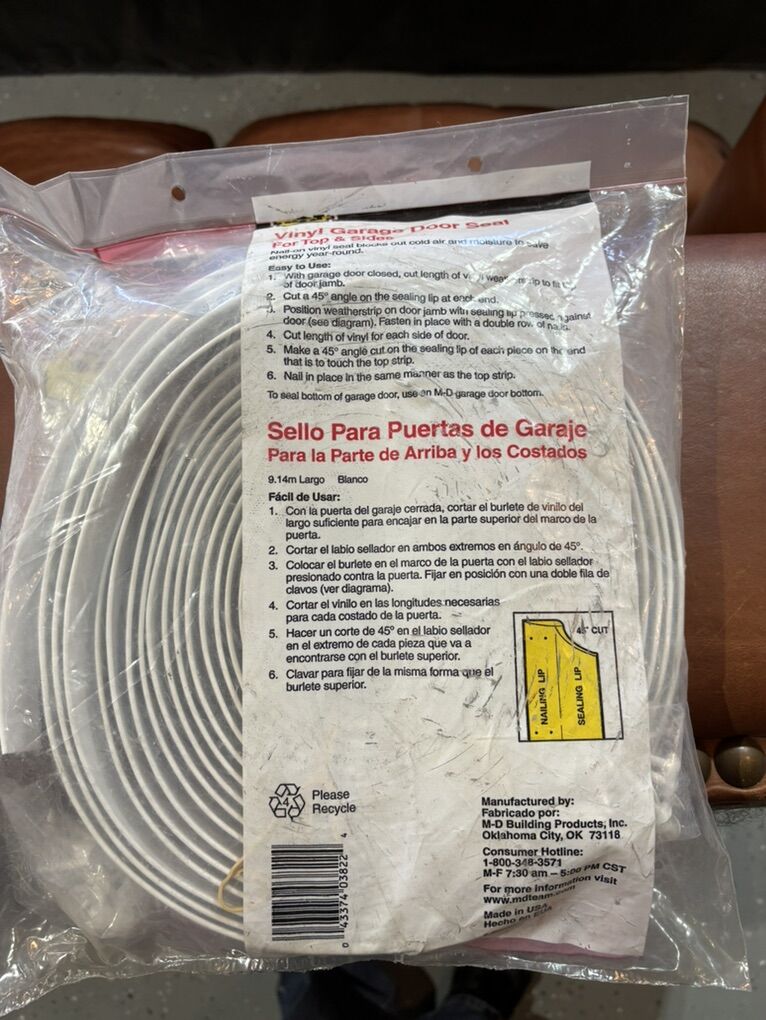 Vinyl Garage Door Seal
For Top & Sides
Nail-on vinyl seal blocks out cold air and moisture to save
energy year-round.
Easy to Use:
1. With garage door closed, cut length of vinyl weatherstrip to fit
of door jamb.
2. Cut a 45° angle on the sealing lip at each end.
3. Position weatherstrip on door jamb with sealing lip pressed against
door (see diagram). Fasten in place with a double row of nails.
4. Cut length of vinyl for each side of door.
5. Make a 45° angle cut on the sealing lip of each piece on the end
that is to touch the top strip.
6. Nail in place in the same manner as the top strip.
To seal bottom of garage door, use an M-D garage door bottom.
Sello Para Puertas de Garaje
Para la Parte de Arriba y los Costados
9.14m Largo Blanco
Fácil de Usar:
1. Con la puerta del garaje cerrada, cortar el burlete de vinilo del
largo suficiente para encajar en la parte superior del marco de la
puerta.
2. Cortar el labio sellador en ambos extremos en ángulo de 45°.
3. Colocar el burlete en el marco de la puerta con el labio sellador
presionado contra la puerta. Fijar en posición con una doble fila de
clavos (ver diagrama).
4. Cortar el vinilo en las longitudes necesarias
para cada costado de la puerta.
5. Hacer un corte de 45° en el labio sellador
en el extremo de cada pieza que va a
encontrarse con el burlete superior.
6. Clavar para fijar de la misma forma que el
burlete superior.
45° CUT
NAILING LIP
SEALING LIP
4
Please
Recycle
0 43374 03822 4
Manufactured by:
Fabricado por:
M-D Building Products, Inc.
Oklahoma City, OK 73118
Consumer Hotline:
1-800-348-3571
M-F 7:30 am – 5:00 PM CST
For more information visit
www.mdteam.com
Made in USA
Hecho en EUA